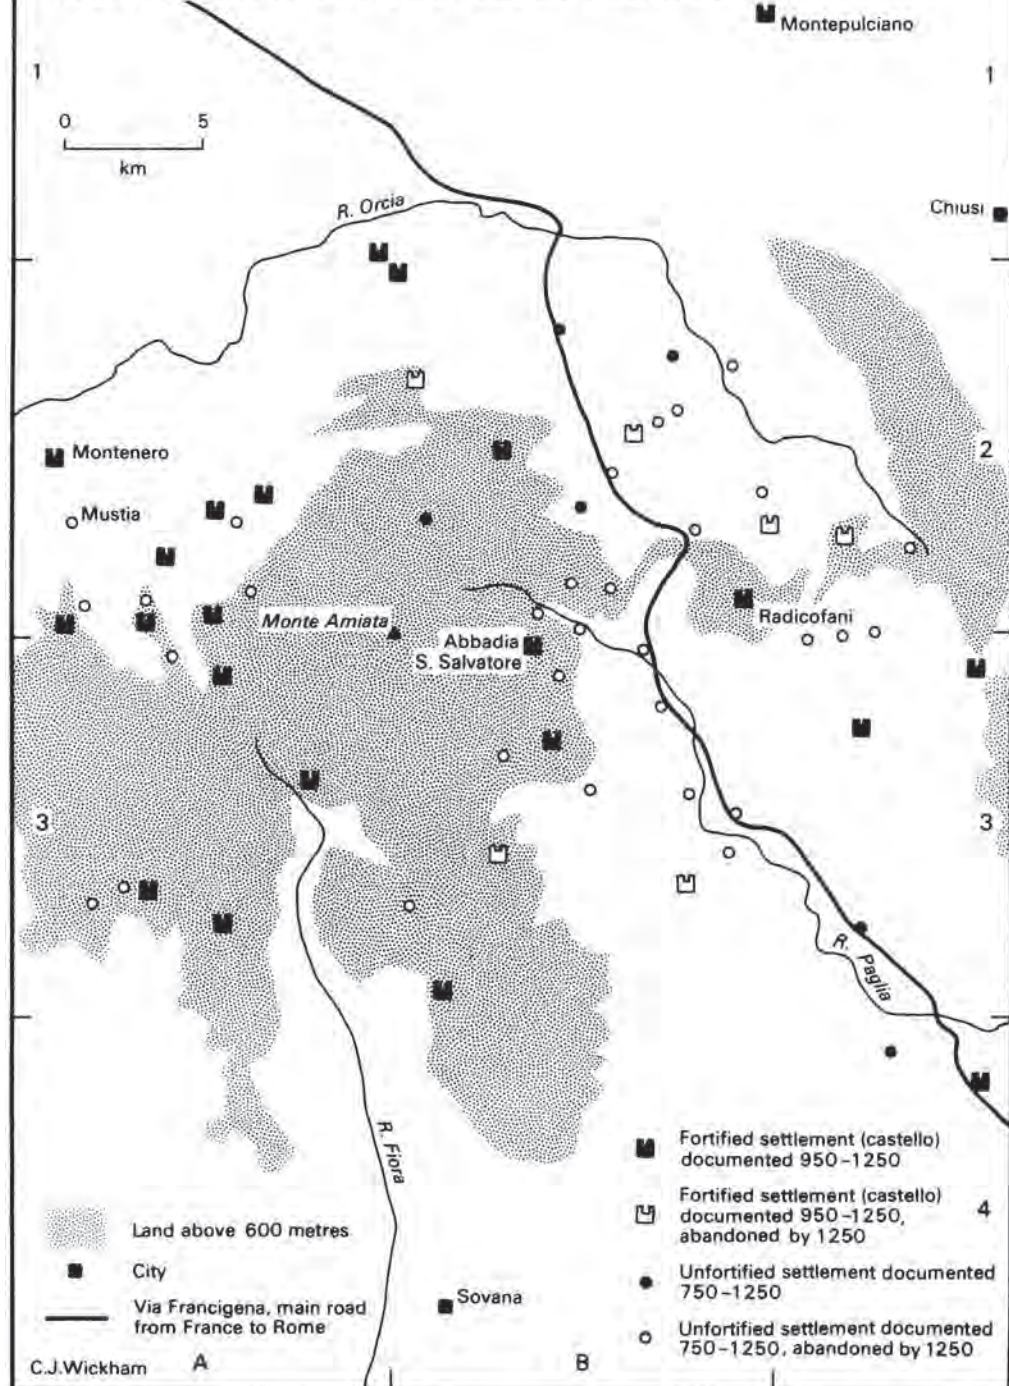 Montepulciano
1
1
0
5
km
R. Orcia
Chiusi
Montenero
2
Mustia
Monte Amiata
Abbadia
S. Salvatore
Radicofani
3
3
R. Paglia
R. Fiora
Fortified settlement (castello)
documented 950–1250
Fortified settlement (castello)
documented 950–1250,
abandoned by 1250
4
Land above 600 metres
City
Unfortified settlement documented
750–1250
Via Francigena, main road
from France to Rome
Sovana
Unfortified settlement documented
750–1250, abandoned by 1250
C.J.Wickham
A
B